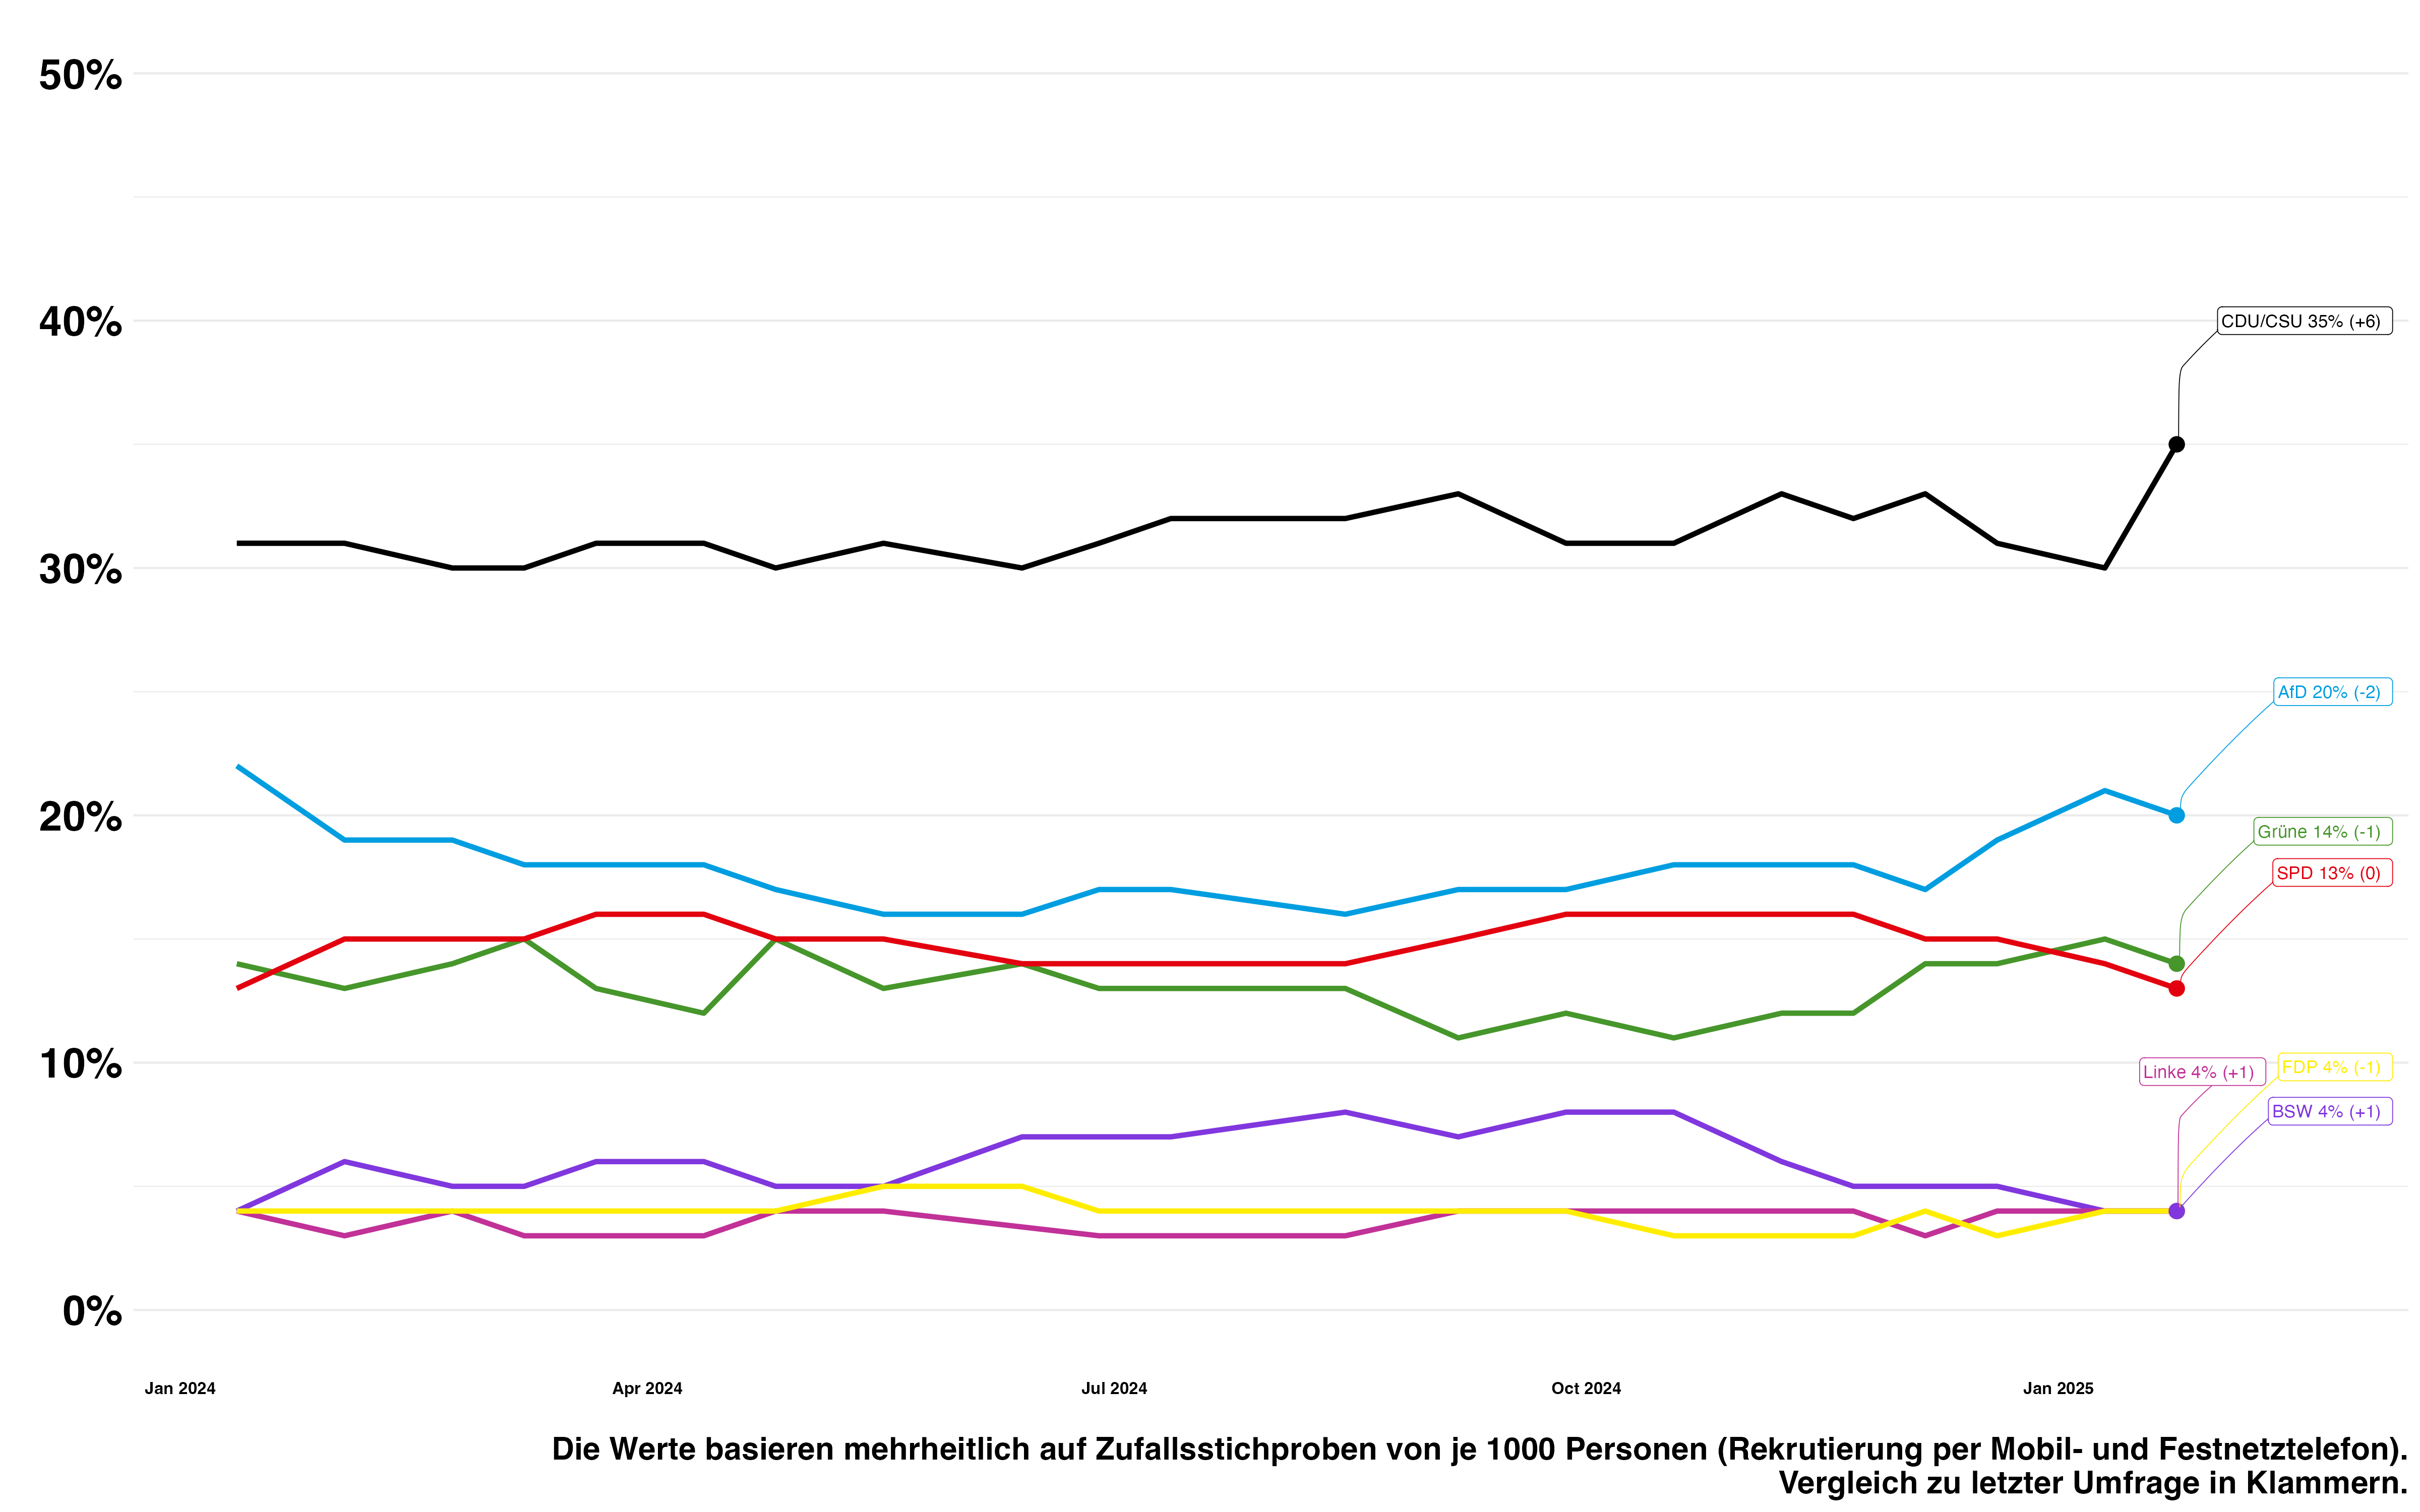 50%
40%
30%
20%
10%
0%
CDU/CSU 35% (+6)
AfD 20% (-2)
Grüne 14% (-1)
SPD 13% (0)
Linke 4% (+1)
FDP 4% (-1)
BSW 4% (+1)
Jan 2024
Apr 2024
Jul 2024
Oct 2024
Jan 2025
Die Werte basieren mehrheitlich auf Zufallsstichproben von je 1000 Personen (Rekrutierung per Mobil- und Festnetztelefon).
Vergleich zu letzter Umfrage in Klammern.